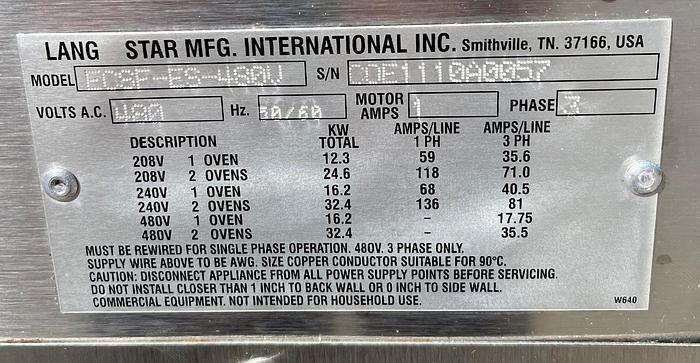 LANG STAR MFG. INTERNATIONAL INC. Smithville, TN. 37166, USA
MODEL ECSF-ES-480W S/N CDE1110A0057
VOLTS A.C. 480 Hz. 50/60 MOTOR AMPS 1 PHASE 3
DESCRIPTION KW TOTAL AMPS/LINE 1 PH AMPS/LINE 3 PH
208V 1 OVEN 12.3 59 35.6
208V 2 OVENS 24.6 118 71.0
240V 1 OVEN 16.2 68 40.5
240V 2 OVENS 32.4 136 81
480V 1 OVEN 16.2 – 17.75
480V 2 OVENS 32.4 – 35.5
MUST BE REWIRED FOR SINGLE PHASE OPERATION. 480V. 3 PHASE ONLY.
SUPPLY WIRE ABOVE TO BE AWG. SIZE COPPER CONDUCTOR SUITABLE FOR 90°C.
CAUTION: DISCONNECT APPLIANCE FROM ALL POWER SUPPLY POINTS BEFORE SERVICING.
DO NOT INSTALL CLOSER THAN 1 INCH TO BACK WALL OR 0 INCH TO SIDE WALL.
COMMERCIAL EQUIPMENT. NOT INTENDED FOR HOUSEHOLD USE. W640